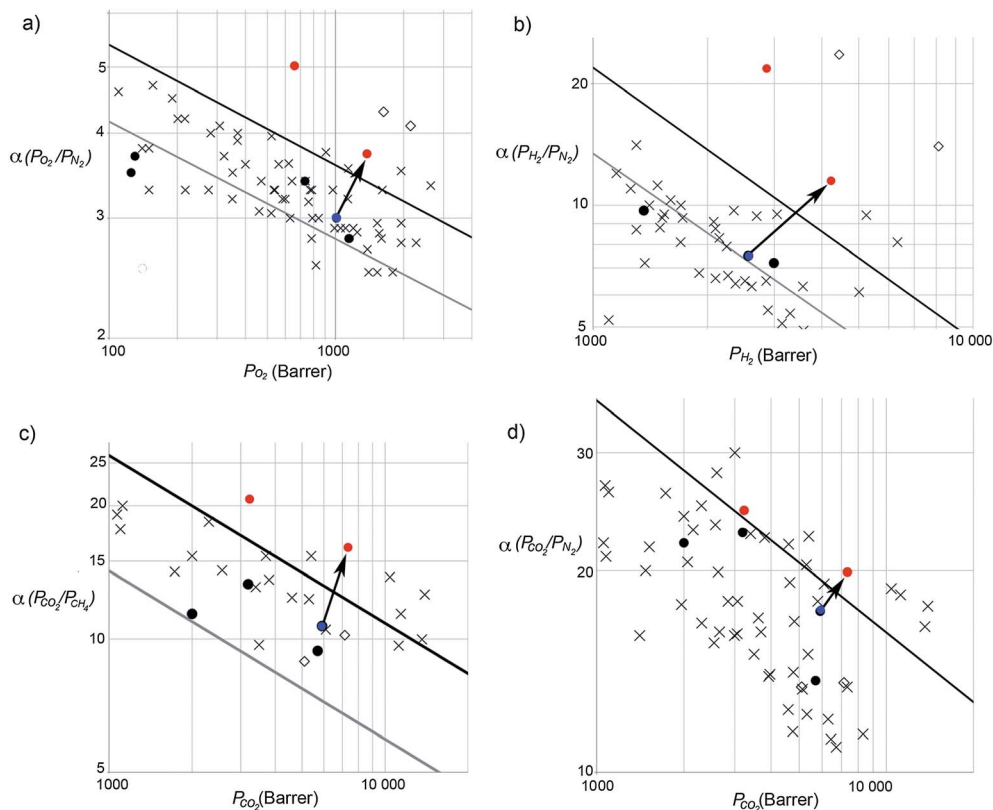 a)
5
4
α (PO₂/PN₂)
3
2
100
1000
PO₂ (Barrer)
b)
20
α (PH₂/PN₂)
10
5
1000
10 000
PH₂ (Barrer)
c)
25
20
15
α (PCO₂/PCH₄)
10
5
1000
10 000
PCO₂ (Barrer)
d)
30
α (PCO₂/PN₂)
20
10
1000
10 000
PCO₂ (Barrer)